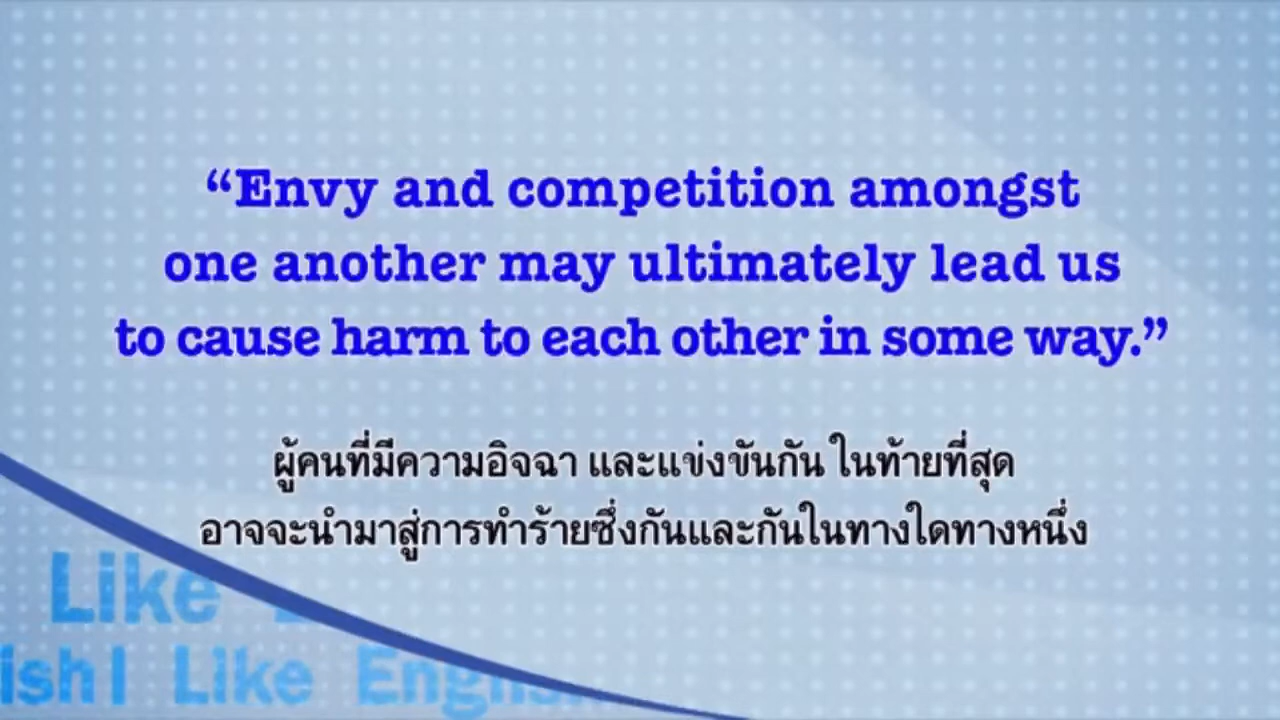 “Envy and competition amongst
one another may ultimately lead us
to cause harm to each other in some way.”
ผู้คนที่มีความอิจฉา และแข่งขันกัน ในท้ายที่สุด
อาจจะนำมาสู่การทำร้ายซึ่งกันและกันในทางใดทางหนึ่ง
Like
ish I Like English